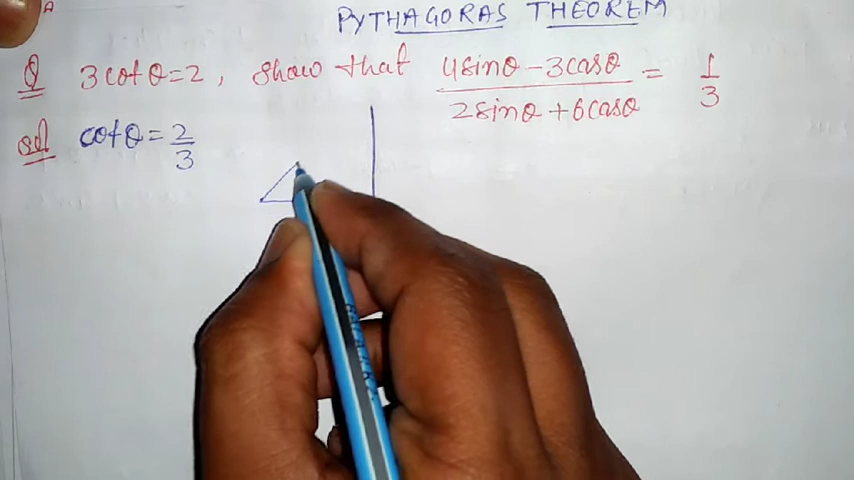 A
PYTHAGORAS THEOREM
Q 3cotθ=2, show that 4sinθ-3cosθ/2sinθ+6cosθ = 1/3
sol cotθ=2/3